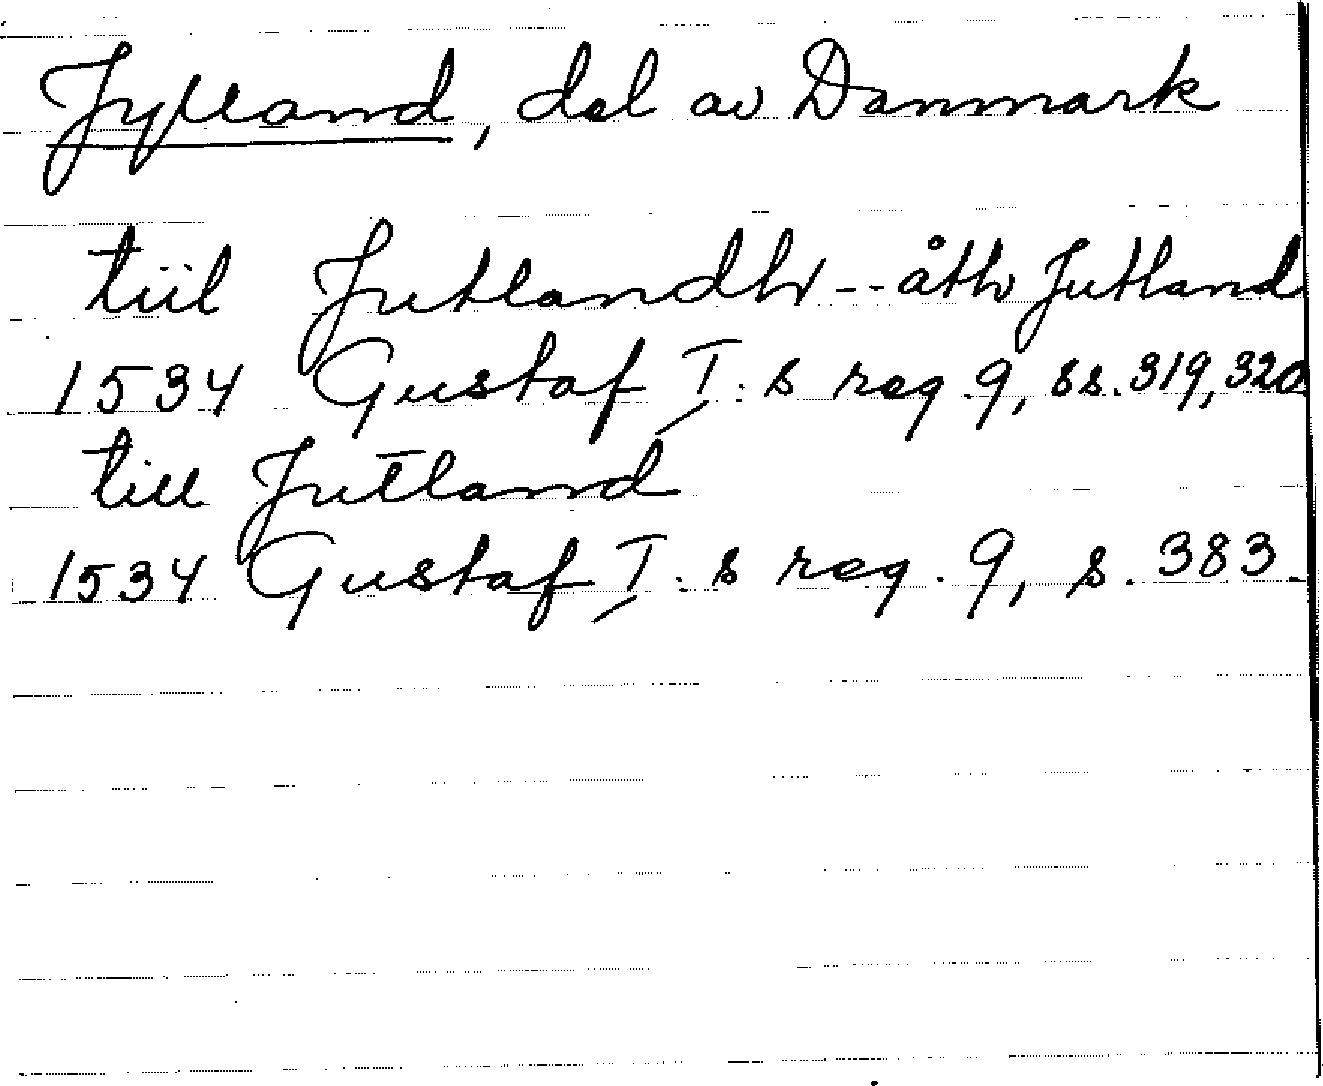 Jylland, del av Danmark
tiil Jutlandh -- åth Jutland
1534 Gustaf I:s reg. 9, ss. 319, 320
till Jutland
1534 Gustaf I:s reg. 9, s. 383.